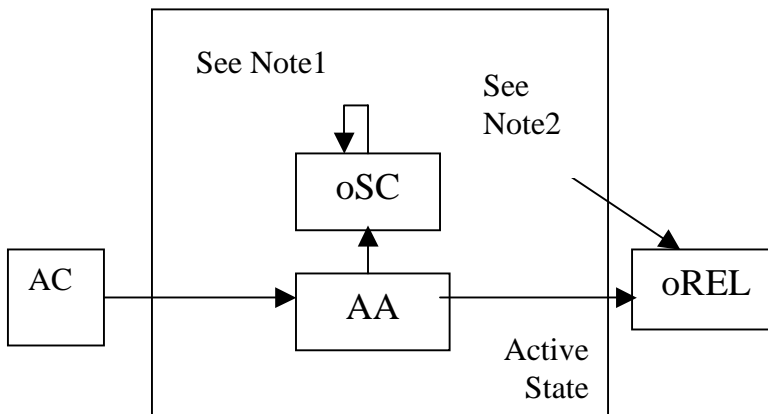 See Note1
See
Note2
oSC
AC
AA
oREL
Active
State